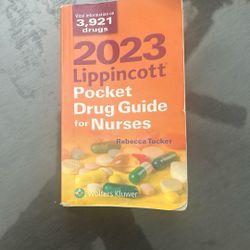 Vital information on
3,921
drugs
2023
Lippincott
Pocket
Drug Guide
for Nurses
Rebecca Tucker
Wolters Kluwer